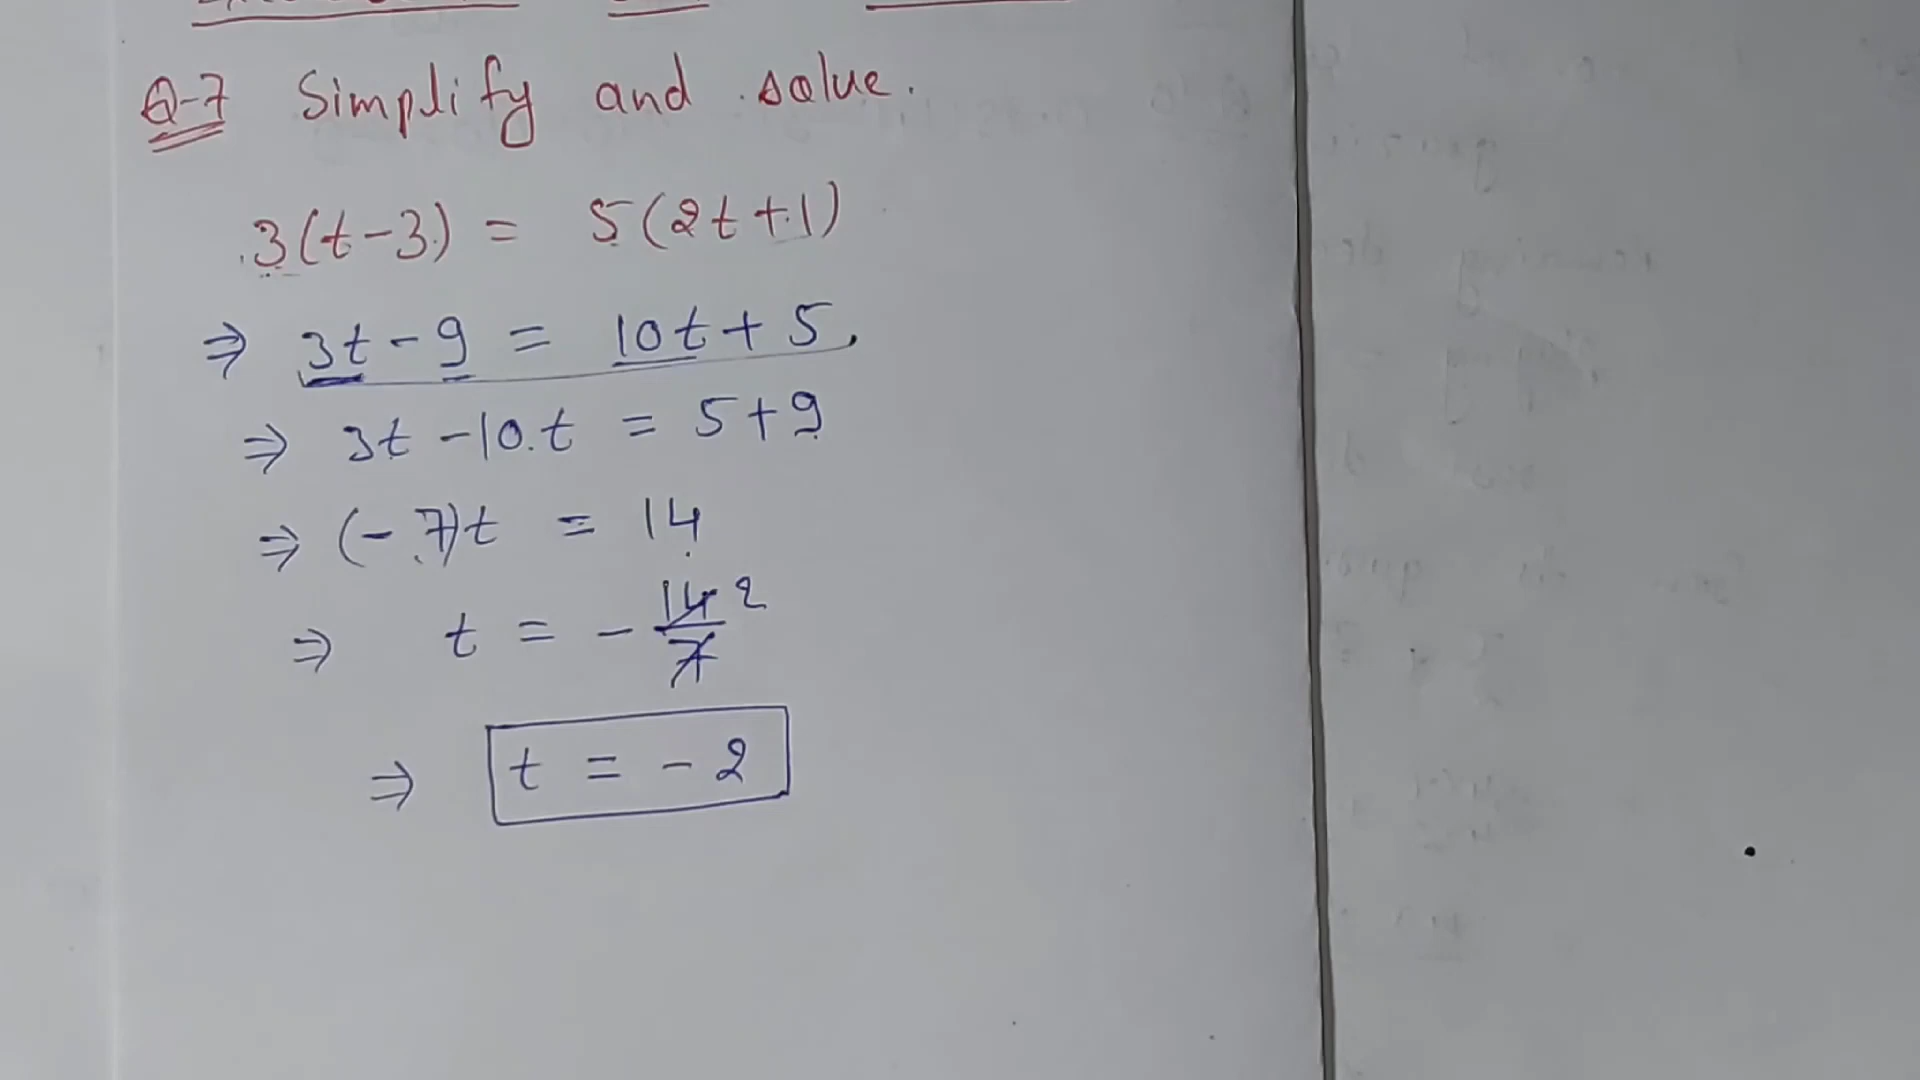 Q-7 Simplify and solve.
3(t-3) = 5(2t+1)
⇒ 3t - 9 = 10t + 5
⇒ 3t - 10t = 5+9
⇒ (-7)t = 14
⇒ t = - 14/7 2
⇒ t = - 2